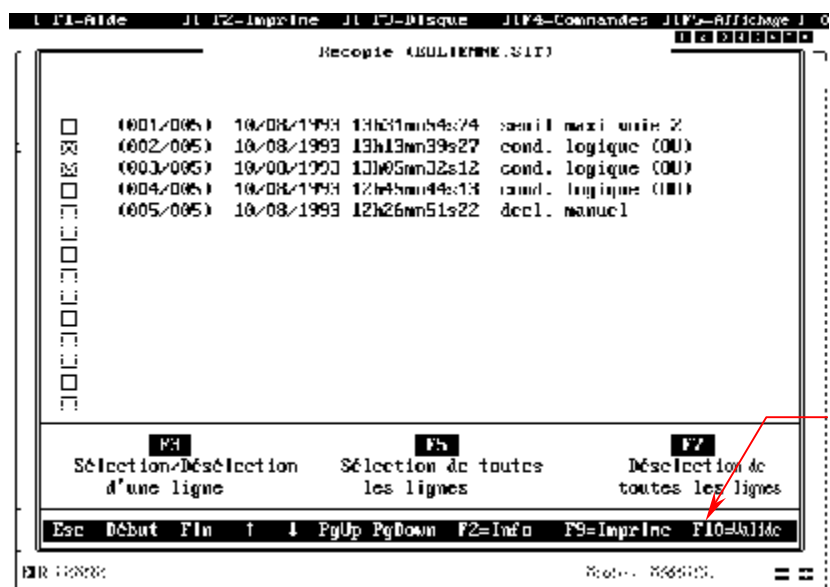 F1-Aide F2-Imprime F3-Disque F4-Commandes F5-Affichage
Recopie (EOLIENNE.SIT)
(001/005) 10/08/1993 13h31mn54s74 seuil maxi voie 2
(002/005) 10/08/1993 13h13mn39s27 cond. logique (OU)
(003/005) 10/08/1993 13h05mn32s12 cond. logique (OU)
(004/005) 10/08/1993 12h45mn44s13 cond. logique (OU)
(005/005) 10/08/1993 12h26mn51s22 decl. manuel
F3 F5 F7
Sélection/Désélection Sélection de toutes Déselection de
d'une ligne les lignes toutes les lignes
Esc Début Fin ↑ ↓ PgUp PgDown F2=Info F9=Imprime F10=Valide